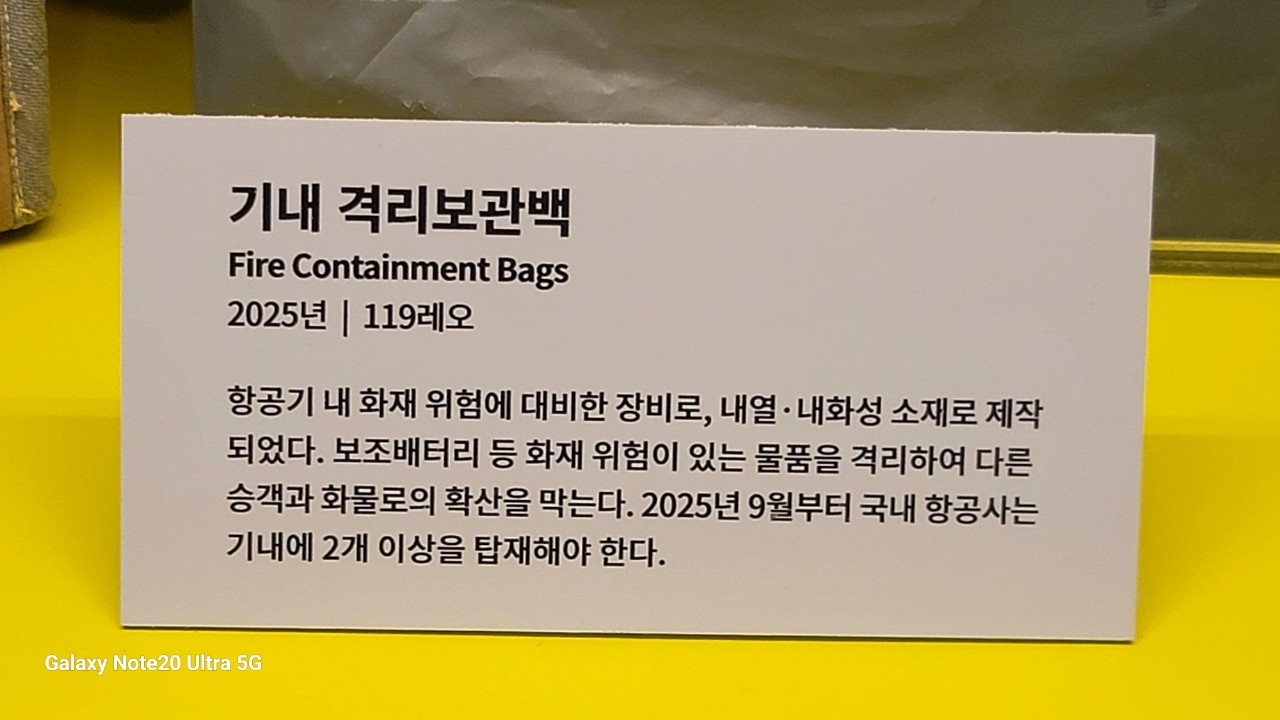 기내 격리보관백
Fire Containment Bags
2025년 | 119레오
항공기 내 화재 위험에 대비한 장비로, 내열·내화성 소재로 제작
되었다. 보조배터리 등 화재 위험이 있는 물품을 격리하여 다른
승객과 화물로의 확산을 막는다. 2025년 9월부터 국내 항공사는
기내에 2개 이상을 탑재해야 한다.
Galaxy Note20 Ultra 5G